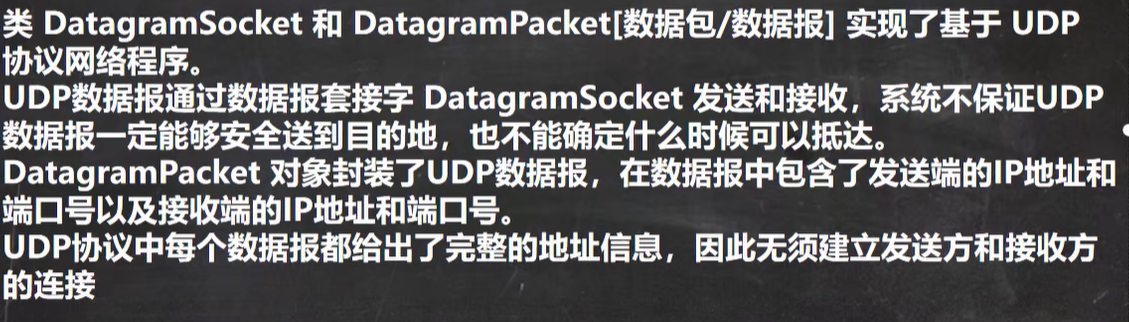 类 DatagramSocket 和 DatagramPacket[数据包/数据报] 实现了基于 UDP
协议网络程序。
UDP数据报通过数据报套接字 DatagramSocket 发送和接收，系统不保证UDP
数据报一定能够安全送到目的地，也不能确定什么时候可以抵达。
DatagramPacket 对象封装了UDP数据报，在数据报中包含了发送端的IP地址和
端口号以及接收端的IP地址和端口号。
UDP协议中每个数据报都给出了完整的地址信息，因此无须建立发送方和接收方
的连接